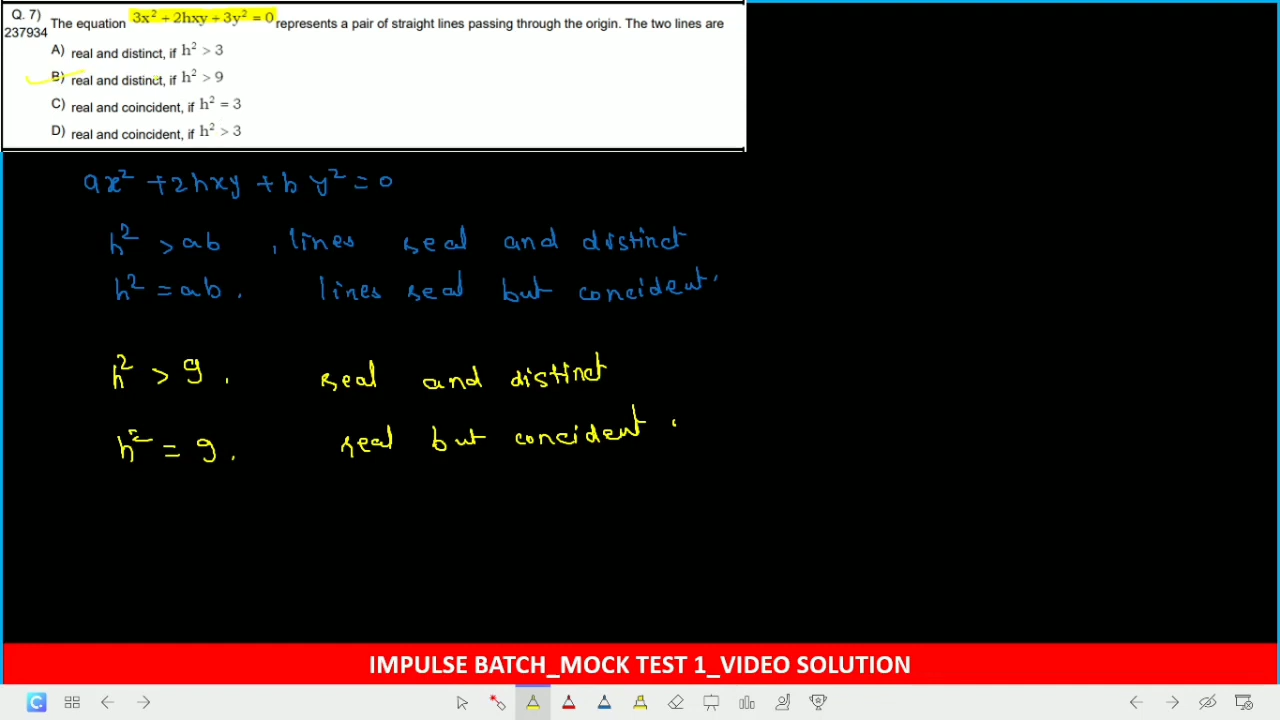 Q. 7)
237934
The equation 3x² + 2hxy + 3y² = 0 represents a pair of straight lines passing through the origin. The two lines are
A) real and distinct, if h² > 3
B) real and distinct, if h² > 9
C) real and coincident, if h² = 3
D) real and coincident, if h² > 3
ax² + 2hxy + by² = 0
h² > ab , lines real and distinct
h² = ab . lines real but concident .
h² > 9 . real and distinct
h² = 9 . real but concident .
IMPULSE BATCH_MOCK TEST 1_VIDEO SOLUTION